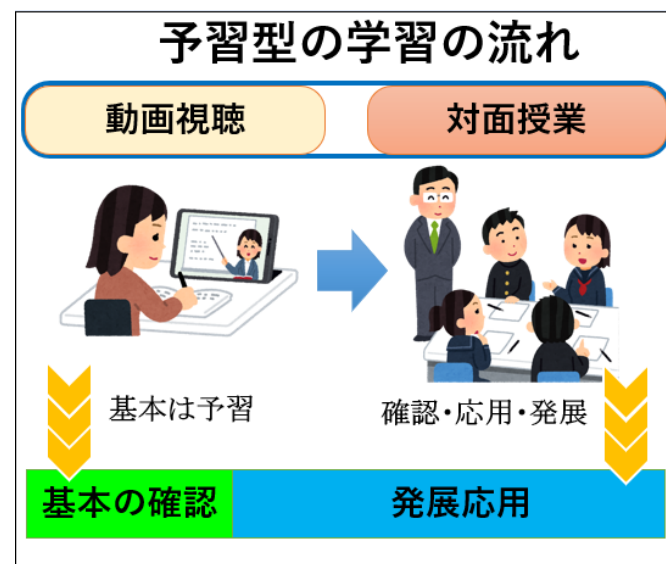 予習型の学習の流れ
動画視聴
対面授業
基本は予習
確認・応用・発展
基本の確認
発展応用